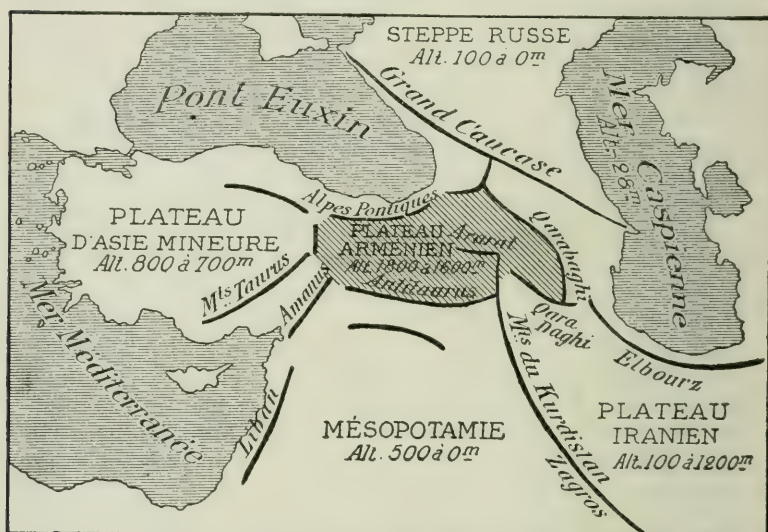 STEPPE RUSSE
Alt. 100 à 0m
Pont Euxin
Grand Caucase
Mer Caspienne
Alt.-26m
Alpes Pontiques
PLATEAU
D'ASIE MINEURE
Alt. 800 à 700m
PLATEAU
ARMÉNIEN
Alt. 1800 à 1600m
Ararat
Qarabaghi
Antitaurus
Mts Taurus
Amanus
Qara
Daghi
Elbourz
Mer Méditerranée
Liban
MÉSOPOTAMIE
Alt. 500 à 0m
Mts du Kurdistan
Zagros
PLATEAU
IRANIEN
Alt. 100 à 1200m